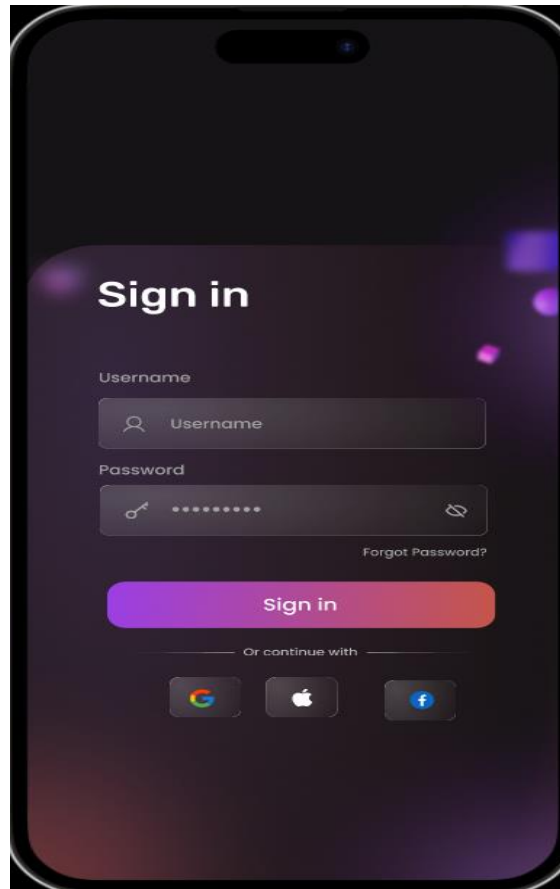 Sign in
Username
Username
Password
•••••••••
Forgot Password?
Sign in
Or continue with